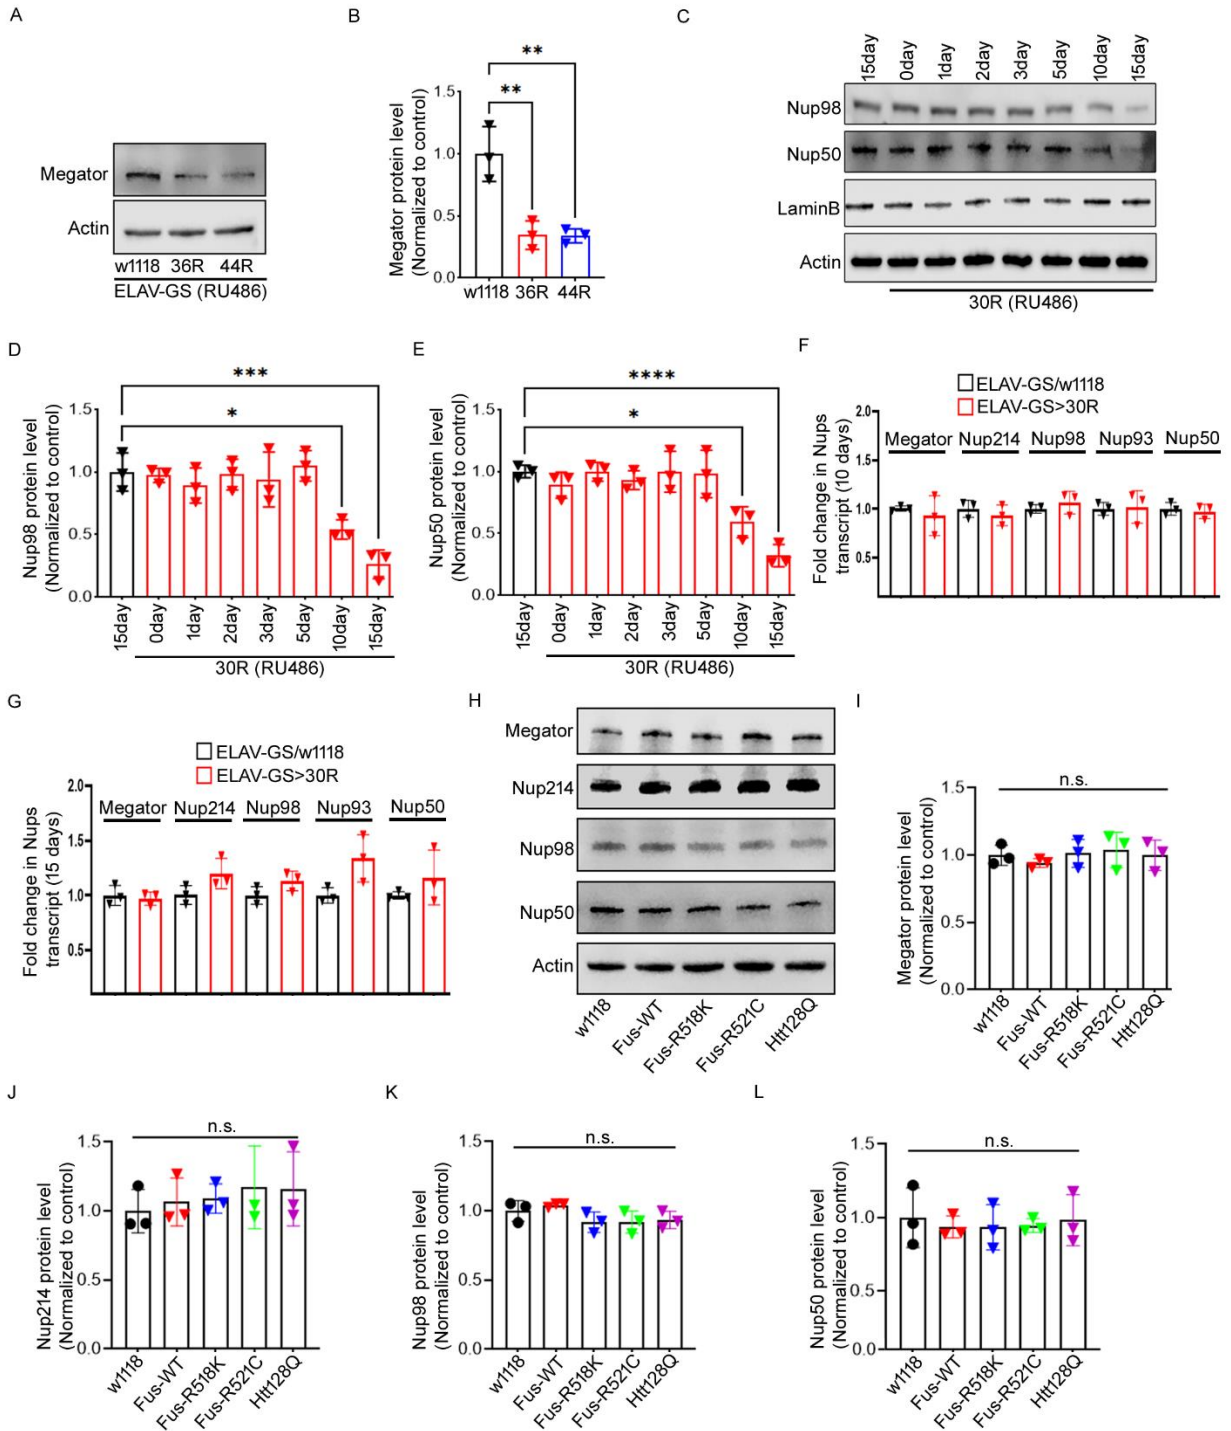 A
Megator
Actin
w1118 36R 44R
ELAV-GS (RU486)
B
Megator protein level
(Normalized to control)
1.5
1.0
0.5
0.0
**
**
w1118 36R 44R
C
15day 0day 1day 2day 3day 5day 10day 15day
Nup98
Nup50
LaminB
Actin
30R (RU486)
D
Nup98 protein level
(Normalized to control)
1.5
1.0
0.5
0.0
***
*
15day 0day 1day 2day 3day 5day 10day 15day
30R (RU486)
E
Nup50 protein level
(Normalized to control)
1.5
1.0
0.5
0.0
****
*
15day 0day 1day 2day 3day 5day 10day 15day
30R (RU486)
F
ELAV-GS/w1118
ELAV-GS>30R
Fold change in Nups
transcript (10 days)
2.0
1.5
1.0
0.5
Megator Nup214 Nup98 Nup93 Nup50
G
ELAV-GS/w1118
ELAV-GS>30R
Fold change in Nups
transcript (15 days)
2.0
1.5
1.0
0.5
Megator Nup214 Nup98 Nup93 Nup50
H
Megator
Nup214
Nup98
Nup50
Actin
w1118 Fus-WT Fus-R518K Fus-R521C Htt128Q
I
Megator protein level
(Normalized to control)
1.5
1.0
0.5
0.0
n.s.
w1118 Fus-WT Fus-R518K Fus-R521C Htt128Q
J
Nup214 protein level
(Normalized to control)
1.5
1.0
0.5
0.0
n.s.
w1118 Fus-WT Fus-R518K Fus-R521C Htt128Q
K
Nup98 protein level
(Normalized to control)
1.5
1.0
0.5
0.0
n.s.
w1118 Fus-WT Fus-R518K Fus-R521C Htt128Q
L
Nup50 protein level
(Normalized to control)
1.5
1.0
0.5
0.0
n.s.
w1118 Fus-WT Fus-R518K Fus-R521C Htt128Q